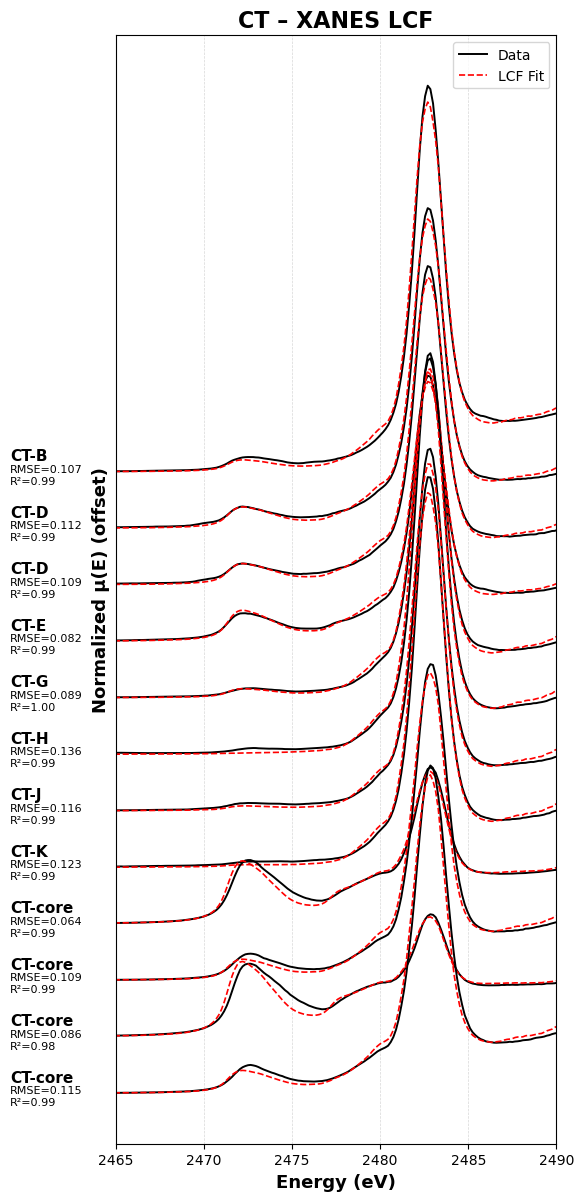 CT – XANES LCF
Data
LCF Fit
CT-B
RMSE=0.107
R²=0.99
CT-D
RMSE=0.112
R²=0.99
CT-D
RMSE=0.109
R²=0.99
CT-E
RMSE=0.082
R²=0.99
CT-G
RMSE=0.089
R²=1.00
CT-H
RMSE=0.136
R²=0.99
CT-J
RMSE=0.116
R²=0.99
CT-K
RMSE=0.123
R²=0.99
CT-core
RMSE=0.064
R²=0.99
CT-core
RMSE=0.109
R²=0.99
CT-core
RMSE=0.086
R²=0.98
CT-core
RMSE=0.115
R²=0.99
Normalized μ(E) (offset)
2465 2470 2475 2480 2485 2490
Energy (eV)